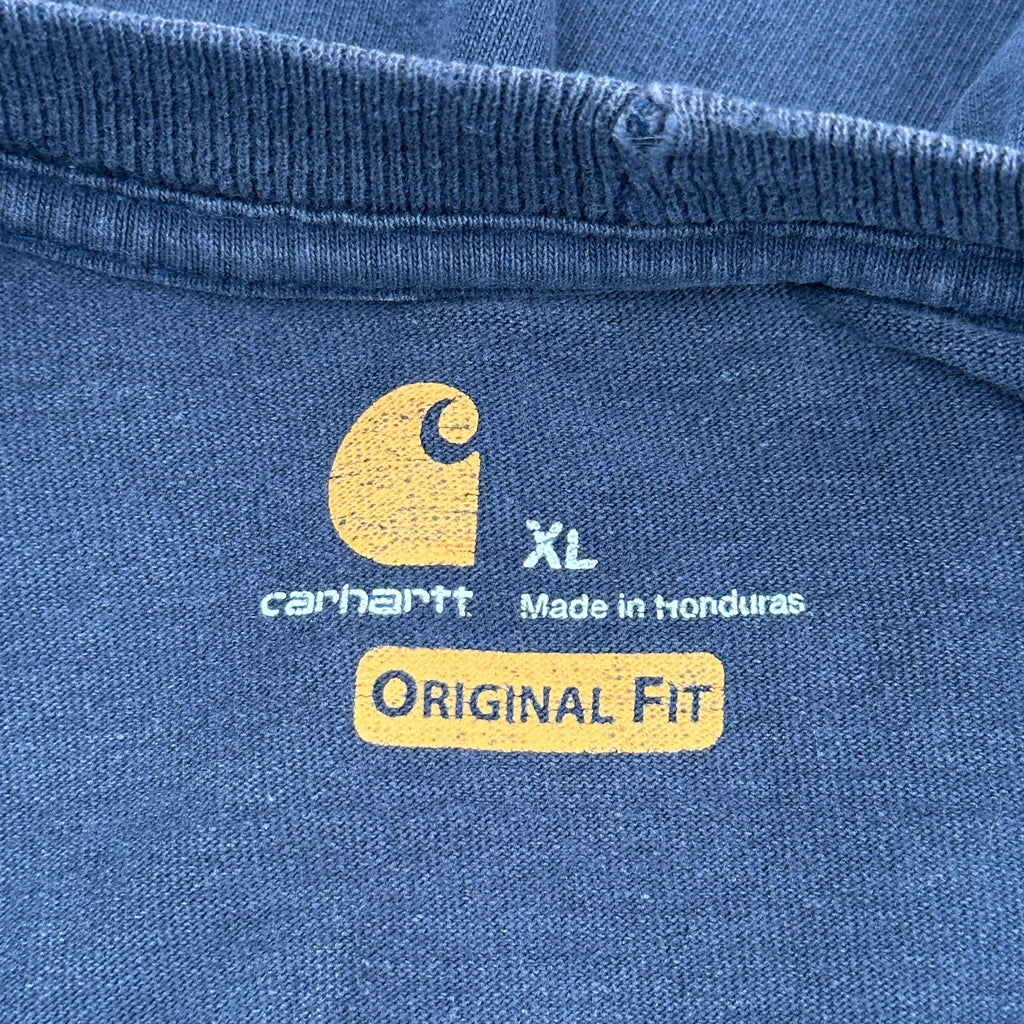 XL
carhartt Made in Honduras
ORIGINAL FIT